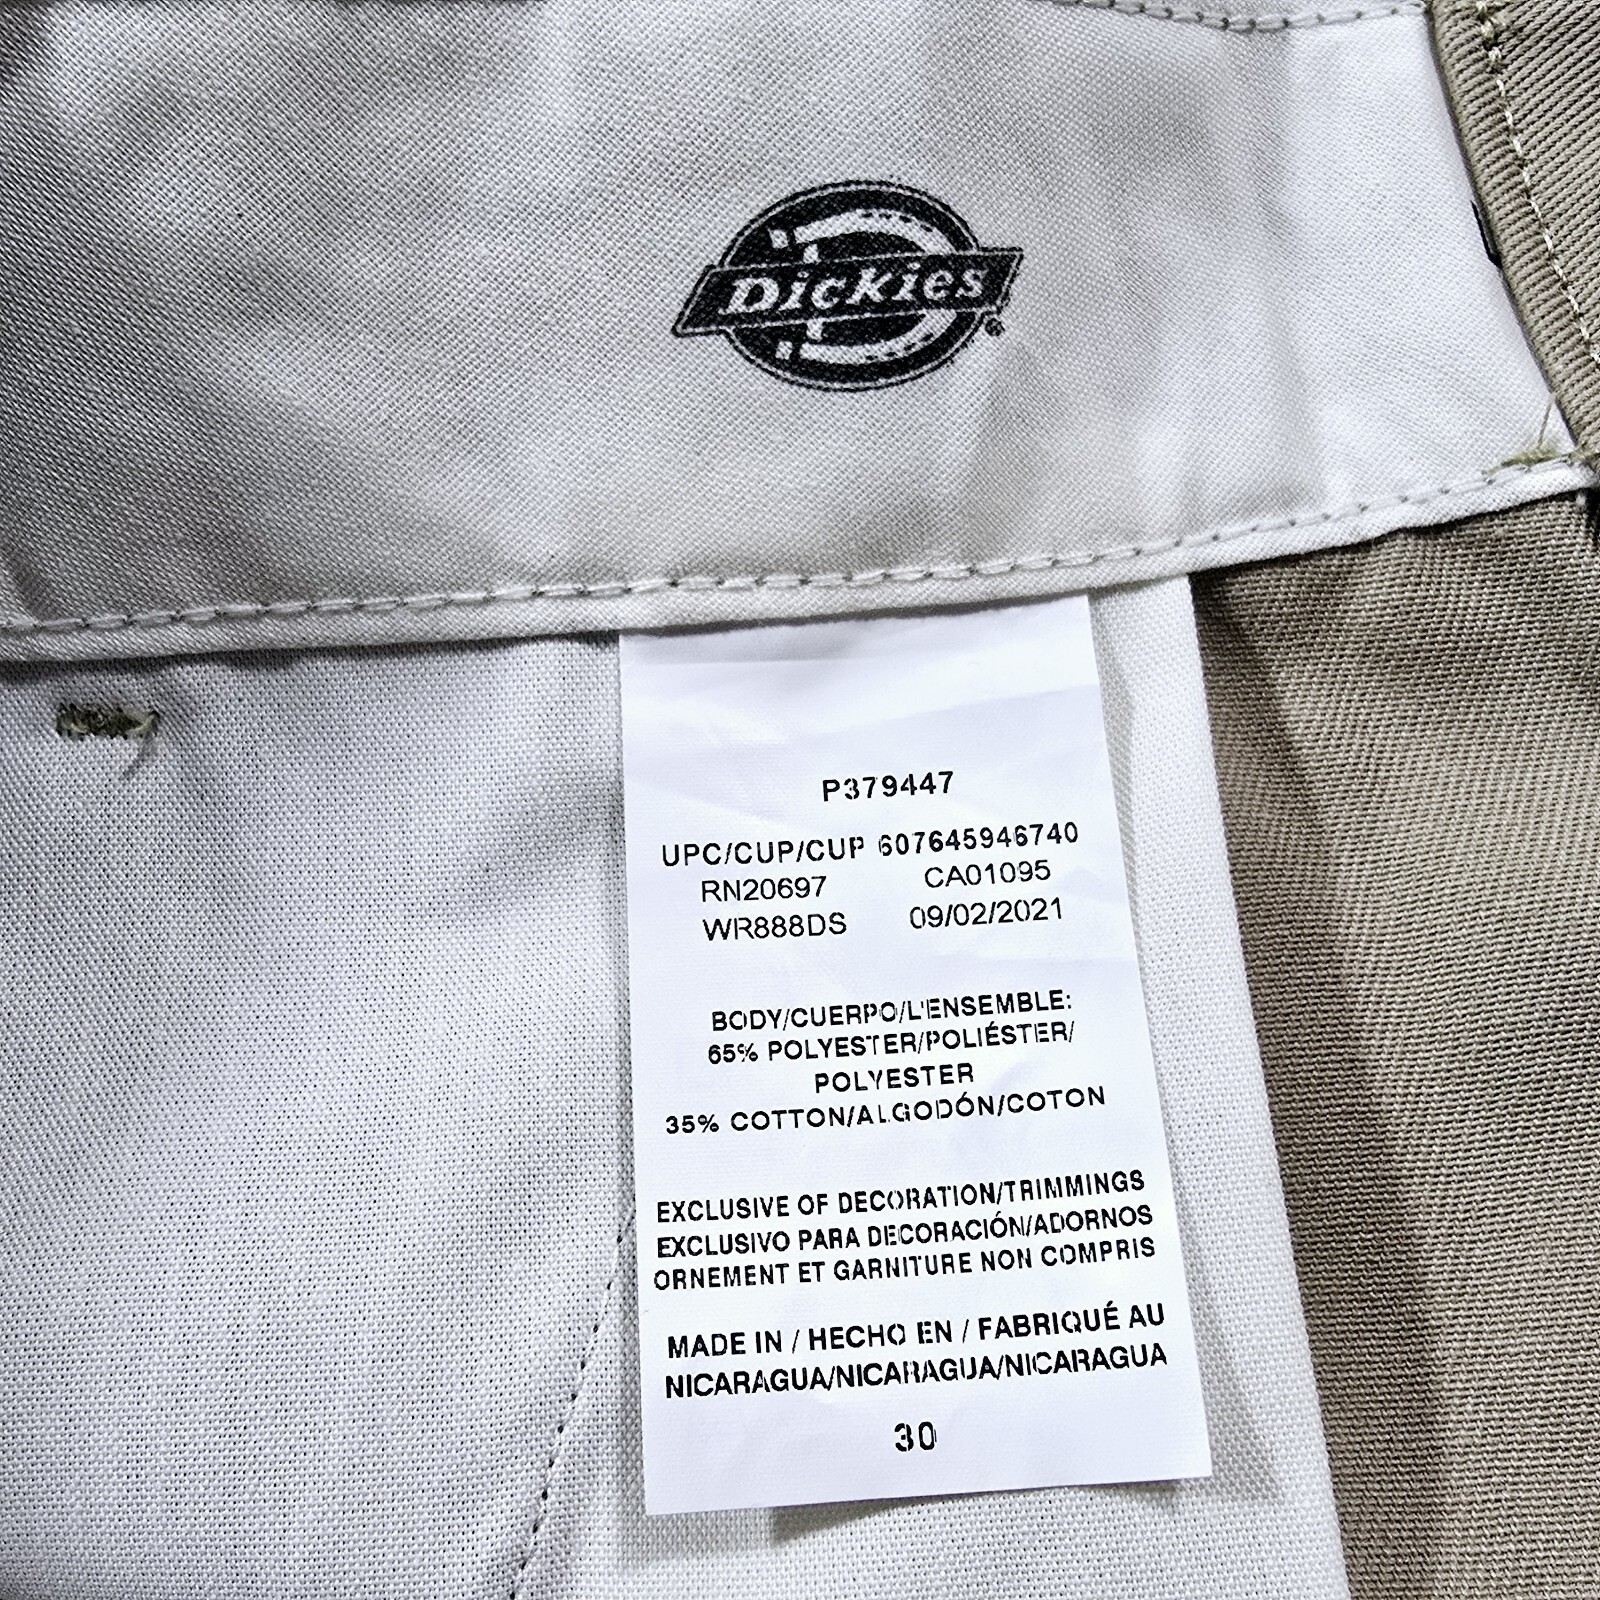 Dickies
P379447
UPC/CUP/CUP 607645946740
RN20697 CA01095
WR888DS 09/02/2021
BODY/CUERPO/L'ENSEMBLE:
65% POLYESTER/POLIÉSTER/
POLYESTER
35% COTTON/ALGODÓN/COTON
EXCLUSIVE OF DECORATION/TRIMMINGS
EXCLUSIVO PARA DECORACIÓN/ADORNOS
ORNEMENT ET GARNITURE NON COMPRIS
MADE IN / HECHO EN / FABRIQUÉ AU
NICARAGUA/NICARAGUA/NICARAGUA
30